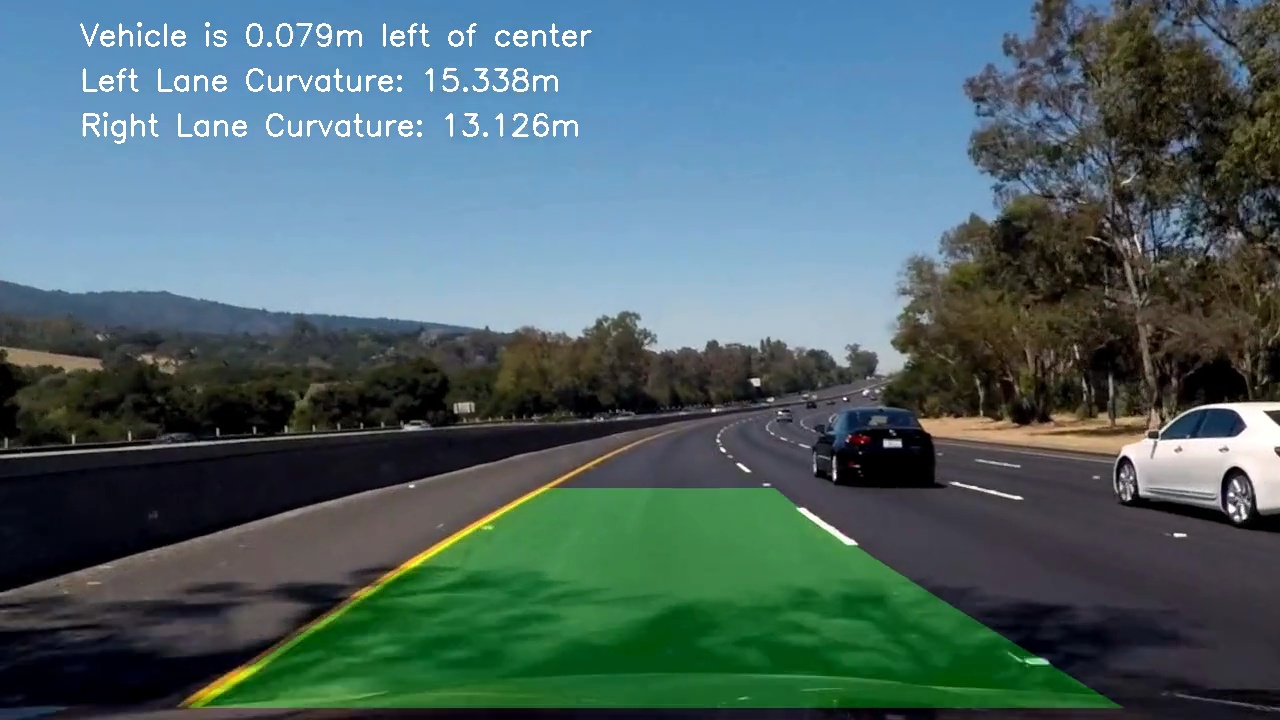 Vehicle is 0.079m left of center
Left Lane Curvature: 15.338m
Right Lane Curvature: 13.126m